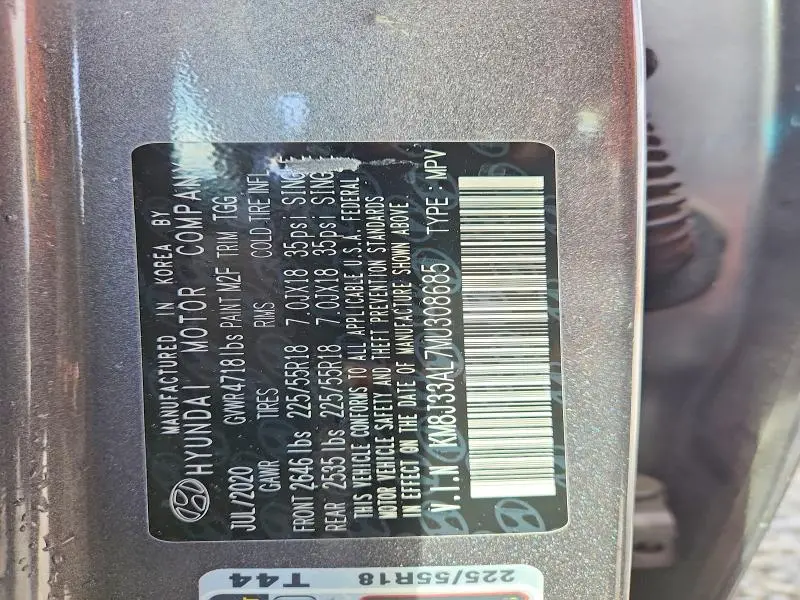 MANUFACTURED IN KOREA BY
HYUNDAI MOTOR COMPANY
JUL/2020 GVWR4718lbs PAINT M2F TRIM TGG
GAWR TIRES RIMS COLD TIRE INFL
FRONT 2646 lbs 225/55R18 7.0JX18 35psi SINGLE
REAR 2535 lbs 225/55R18 7.0JX18 35psi SINGLE
THIS VEHICLE CONFORMS TO ALL APPLICABLE U.S.A. FEDERAL
MOTOR VEHICLE SAFETY AND THEFT PREVENTION STANDARDS
IN EFFECT ON THE DATE OF MANUFACTURE SHOWN ABOVE.
V.I.N KM8J33AL7MU308685 TYPE : MPV
225/55R18
T44